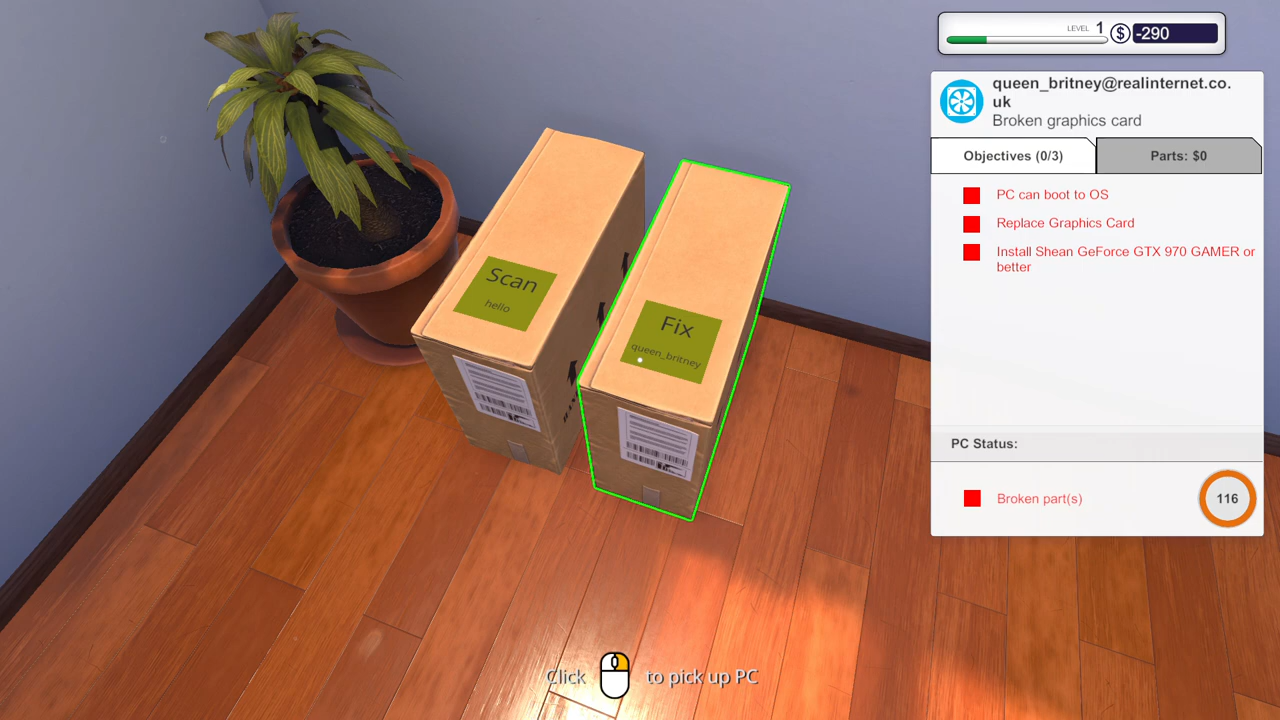 LEVEL 1 $ -290
queen_britney@realinternet.co.
uk
Broken graphics card
Objectives (0/3)
Parts: $0
PC can boot to OS
Replace Graphics Card
Install Shean GeForce GTX 970 GAMER or
better
PC Status:
Broken part(s)
116
Scan
hello
Fix
queen_britney
Click to pick up PC